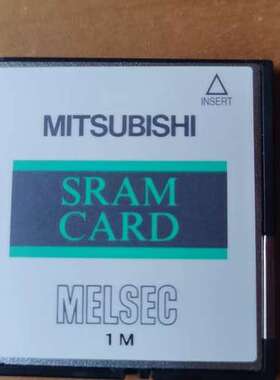 INSERT
MITSUBISHI
SRAM
CARD
MELSEC
1M